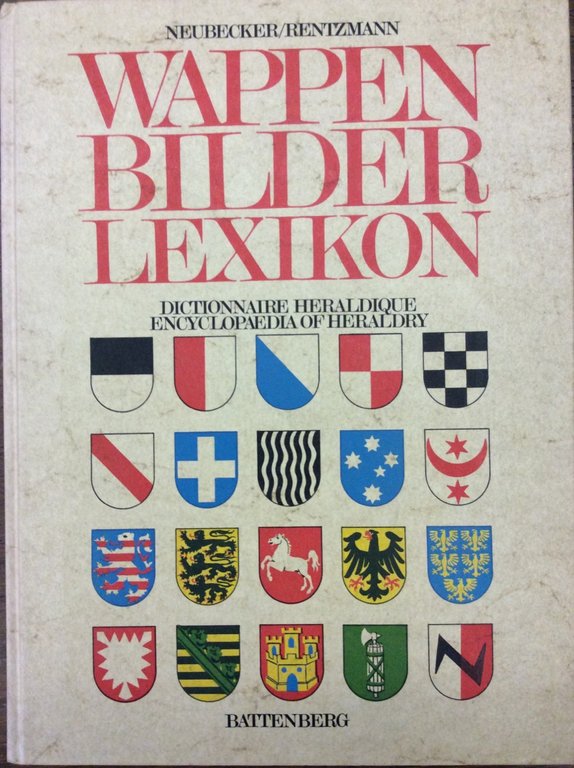 NEUBECKER/RENTZMANN
WAPPEN
BILDER
LEXIKON
DICTIONNAIRE HERALDIQUE
ENCYCLOPAEDIA OF HERALDRY
BATTENBERG